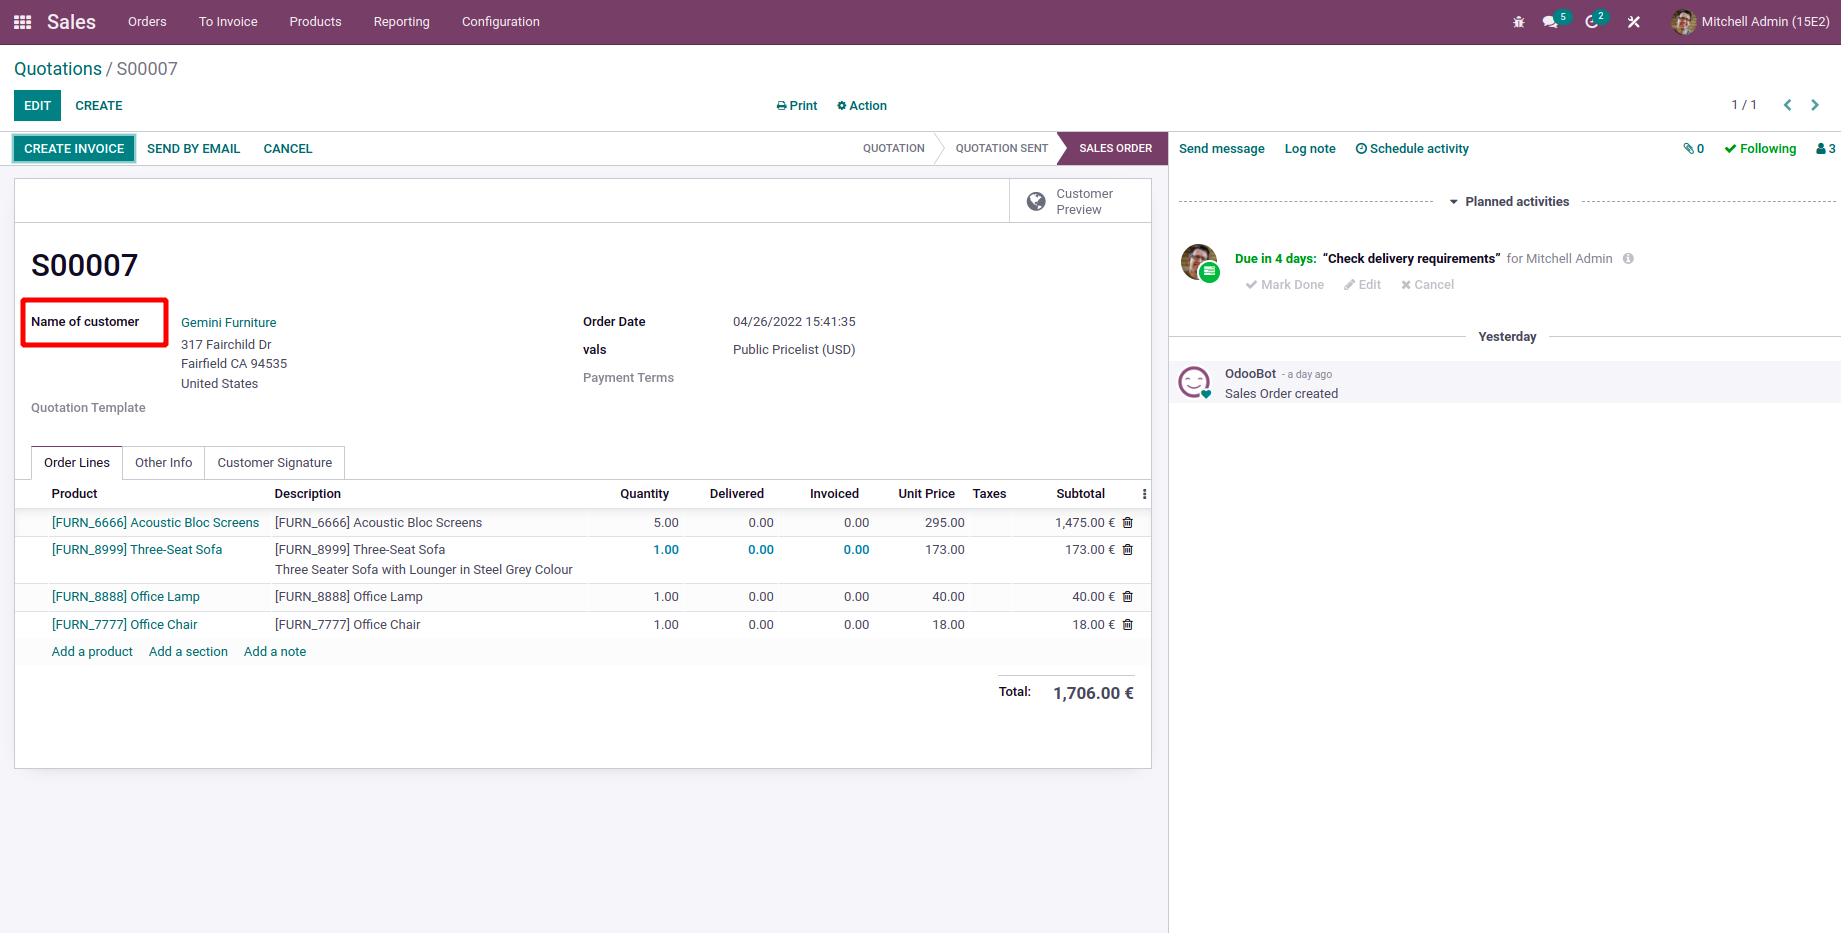 Sales Orders To Invoice Products Reporting Configuration 5 2 Mitchell Admin (15E2)
Quotations / S00007
EDIT CREATE Print Action 1 / 1
CREATE INVOICE SEND BY EMAIL CANCEL QUOTATION QUOTATION SENT SALES ORDER
Send message Log note Schedule activity 0 Following 3
Customer
Preview
S00007
Name of customer Gemini Furniture
317 Fairchild Dr
Fairfield CA 94535
United States
Quotation Template
Order Date 04/26/2022 15:41:35
vals Public Pricelist (USD)
Payment Terms
Order Lines Other Info Customer Signature
Product Description Quantity Delivered Invoiced Unit Price Taxes Subtotal
[FURN_6666] Acoustic Bloc Screens [FURN_6666] Acoustic Bloc Screens 5.00 0.00 0.00 295.00 1,475.00 €
[FURN_8999] Three-Seat Sofa [FURN_8999] Three-Seat Sofa 1.00 0.00 0.00 173.00 173.00 €
Three Seater Sofa with Lounger in Steel Grey Colour
[FURN_8888] Office Lamp [FURN_8888] Office Lamp 1.00 0.00 0.00 40.00 40.00 €
[FURN_7777] Office Chair [FURN_7777] Office Chair 1.00 0.00 0.00 18.00 18.00 €
Add a product Add a section Add a note
Total: 1,706.00 €
Planned activities
Due in 4 days: “Check delivery requirements” for Mitchell Admin
Mark Done Edit Cancel
Yesterday
OdooBot - a day ago
Sales Order created